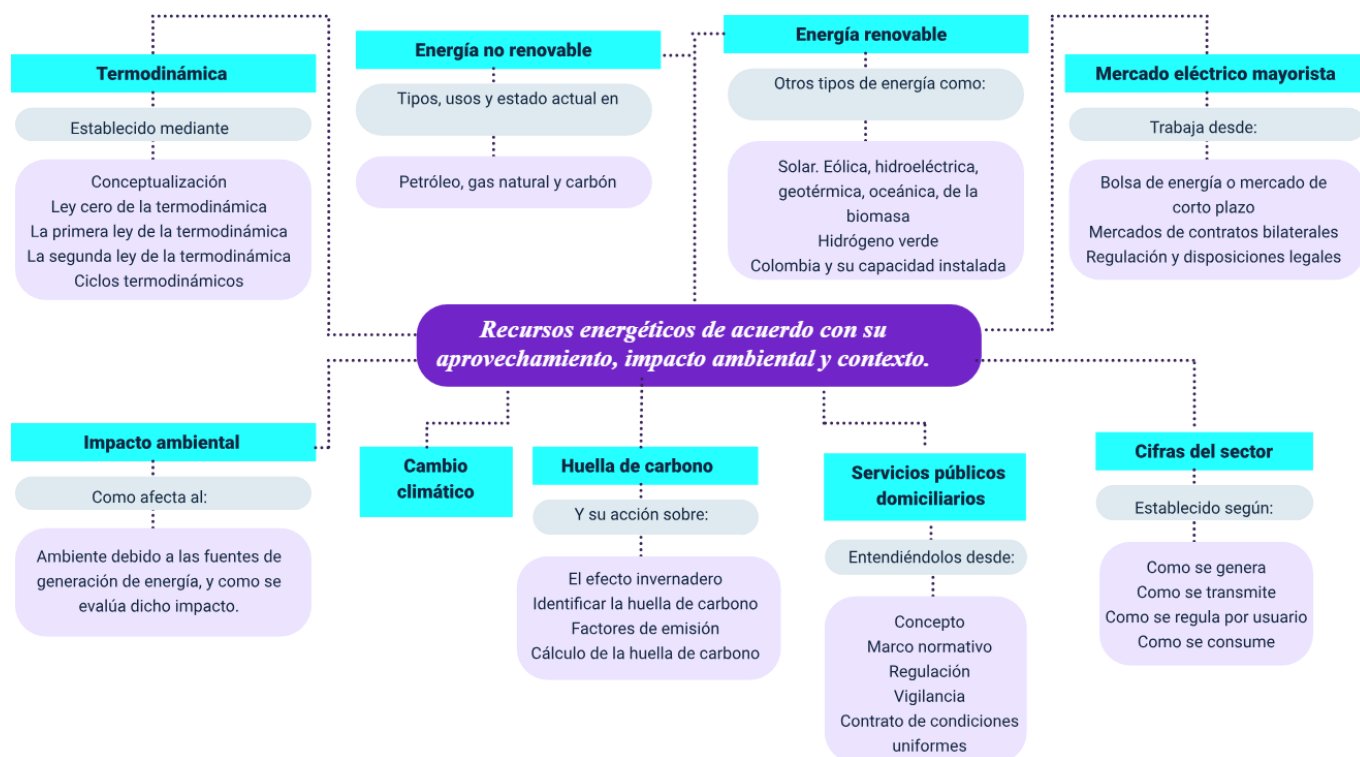 Termodinámica
Establecido mediante
Conceptualización
Ley cero de la termodinámica
La primera ley de la termodinámica
La segunda ley de la termodinámica
Ciclos termodinámicos
Energía no renovable
Tipos, usos y estado actual en
Petróleo, gas natural y carbón
Energía renovable
Otros tipos de energía como:
Solar. Eólica, hidroeléctrica,
geotérmica, oceánica, de la
biomasa
Hidrógeno verde
Colombia y su capacidad instalada
Mercado eléctrico mayorista
Trabaja desde:
Bolsa de energía o mercado de
corto plazo
Mercados de contratos bilaterales
Regulación y disposiciones legales
Recursos energéticos de acuerdo con su
aprovechamiento, impacto ambiental y contexto.
Impacto ambiental
Como afecta al:
Ambiente debido a las fuentes de
generación de energía, y como se
evalúa dicho impacto.
Cambio
climático
Huella de carbono
Y su acción sobre:
El efecto invernadero
Identificar la huella de carbono
Factores de emisión
Cálculo de la huella de carbono
Servicios públicos
domiciliarios
Entendiéndolos desde:
Concepto
Marco normativo
Regulación
Vigilancia
Contrato de condiciones
uniformes
Cifras del sector
Establecido según:
Como se genera
Como se transmite
Como se regula por usuario
Como se consume